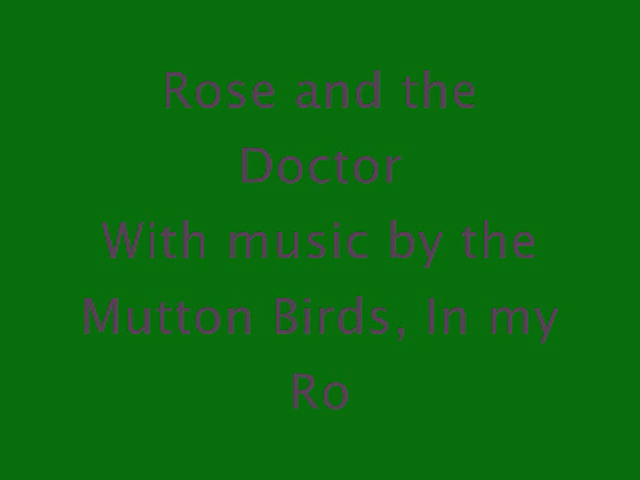 Rose and the
Doctor
With music by the
Mutton Birds, In my
Ro